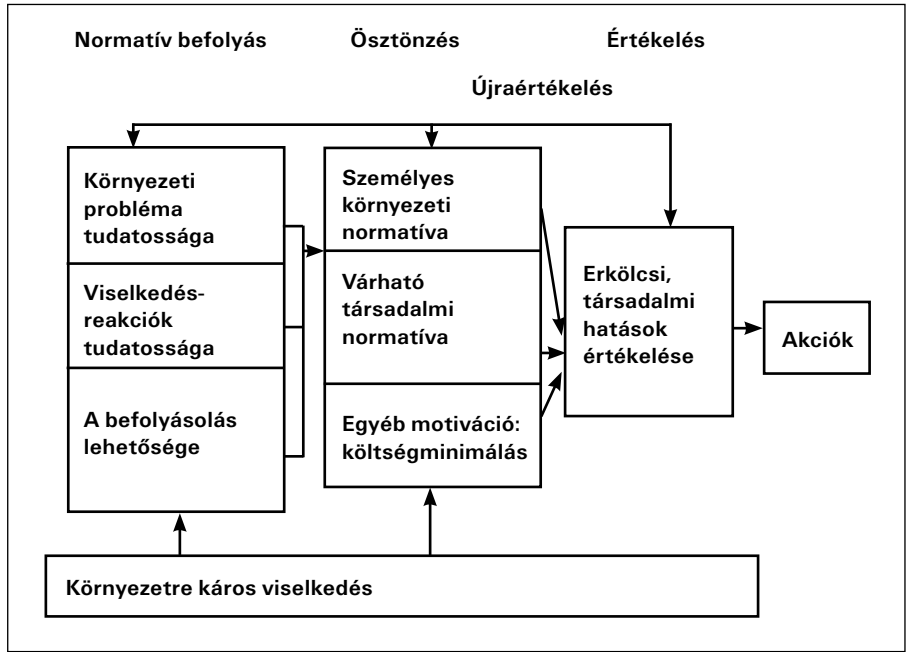 Normatív befolyás
Ösztönzés
Értékelés
Újraértékelés
Környezeti
probléma
tudatossága
Viselkedés-
reakciók
tudatossága
A befolyásolás
lehetősége
Személyes
környezeti
normatíva
Várható
társadalmi
normatíva
Egyéb motiváció:
költségminimálás
Erkölcsi,
társadalmi
hatások
értékelése
Akciók
Környezetre káros viselkedés